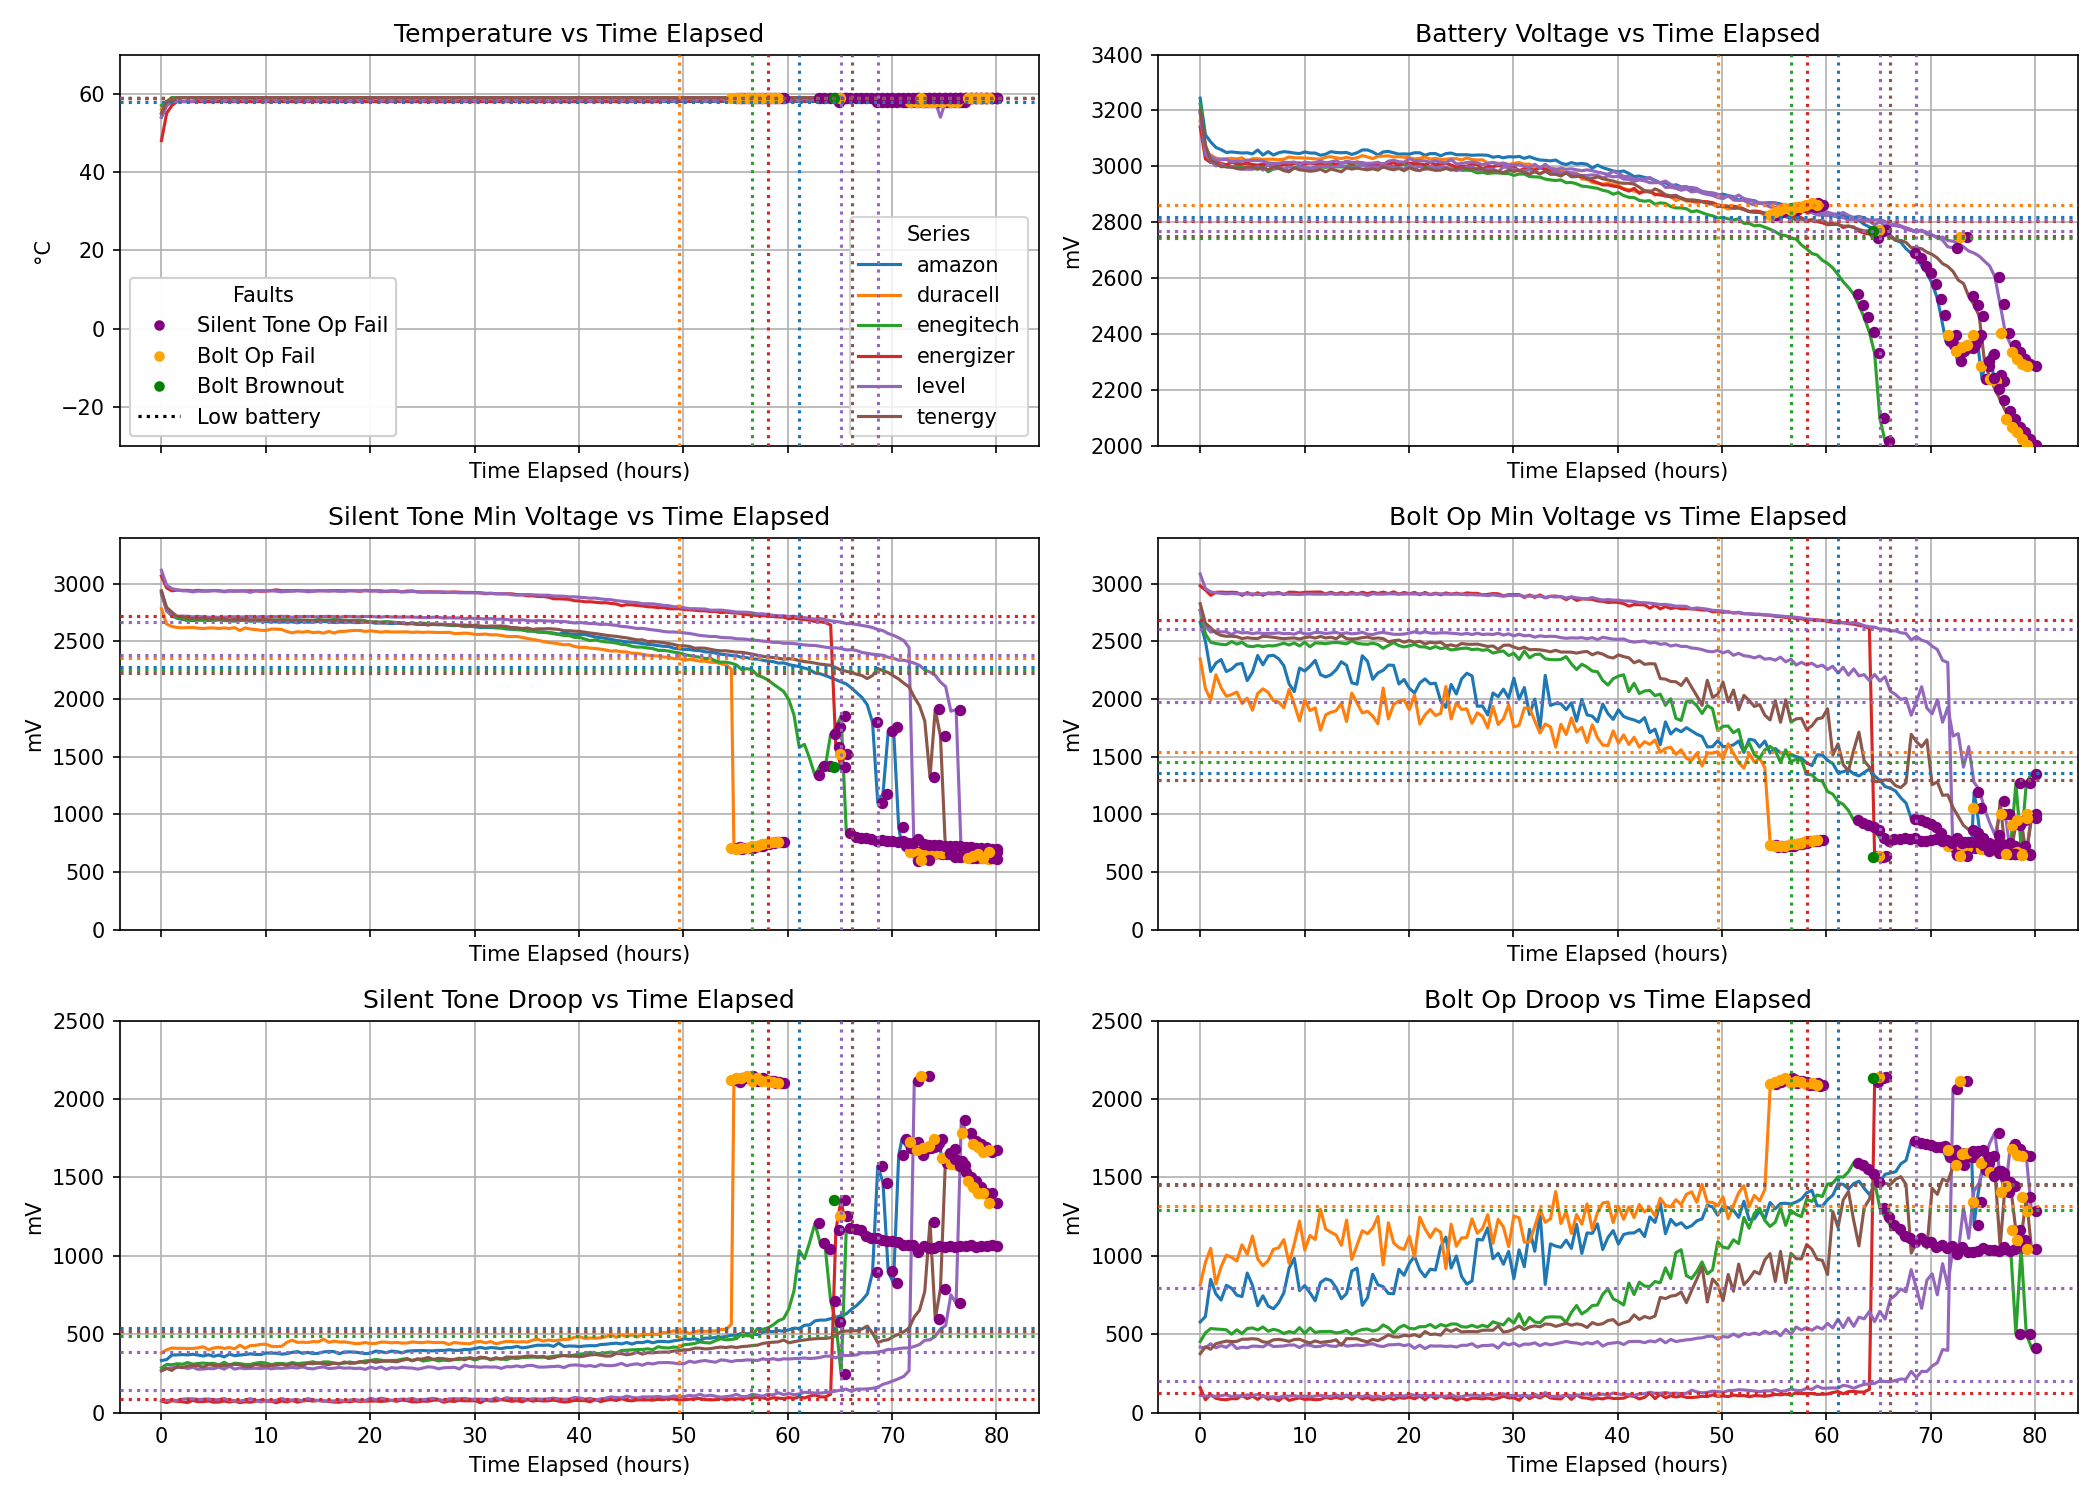 Temperature vs Time Elapsed
60
40
20
0
−20
°C
Faults
Silent Tone Op Fail
Bolt Op Fail
Bolt Brownout
Low battery
Series
amazon
duracell
enegitech
energizer
level
tenergy
Time Elapsed (hours)
Battery Voltage vs Time Elapsed
3400
3200
3000
2800
2600
2400
2200
2000
mV
Time Elapsed (hours)
Silent Tone Min Voltage vs Time Elapsed
3000
2500
2000
1500
1000
500
0
mV
Time Elapsed (hours)
Bolt Op Min Voltage vs Time Elapsed
3000
2500
2000
1500
1000
500
0
mV
Time Elapsed (hours)
Silent Tone Droop vs Time Elapsed
2500
2000
1500
1000
500
0
mV
0 10 20 30 40 50 60 70 80
Time Elapsed (hours)
Bolt Op Droop vs Time Elapsed
2500
2000
1500
1000
500
0
mV
0 10 20 30 40 50 60 70 80
Time Elapsed (hours)